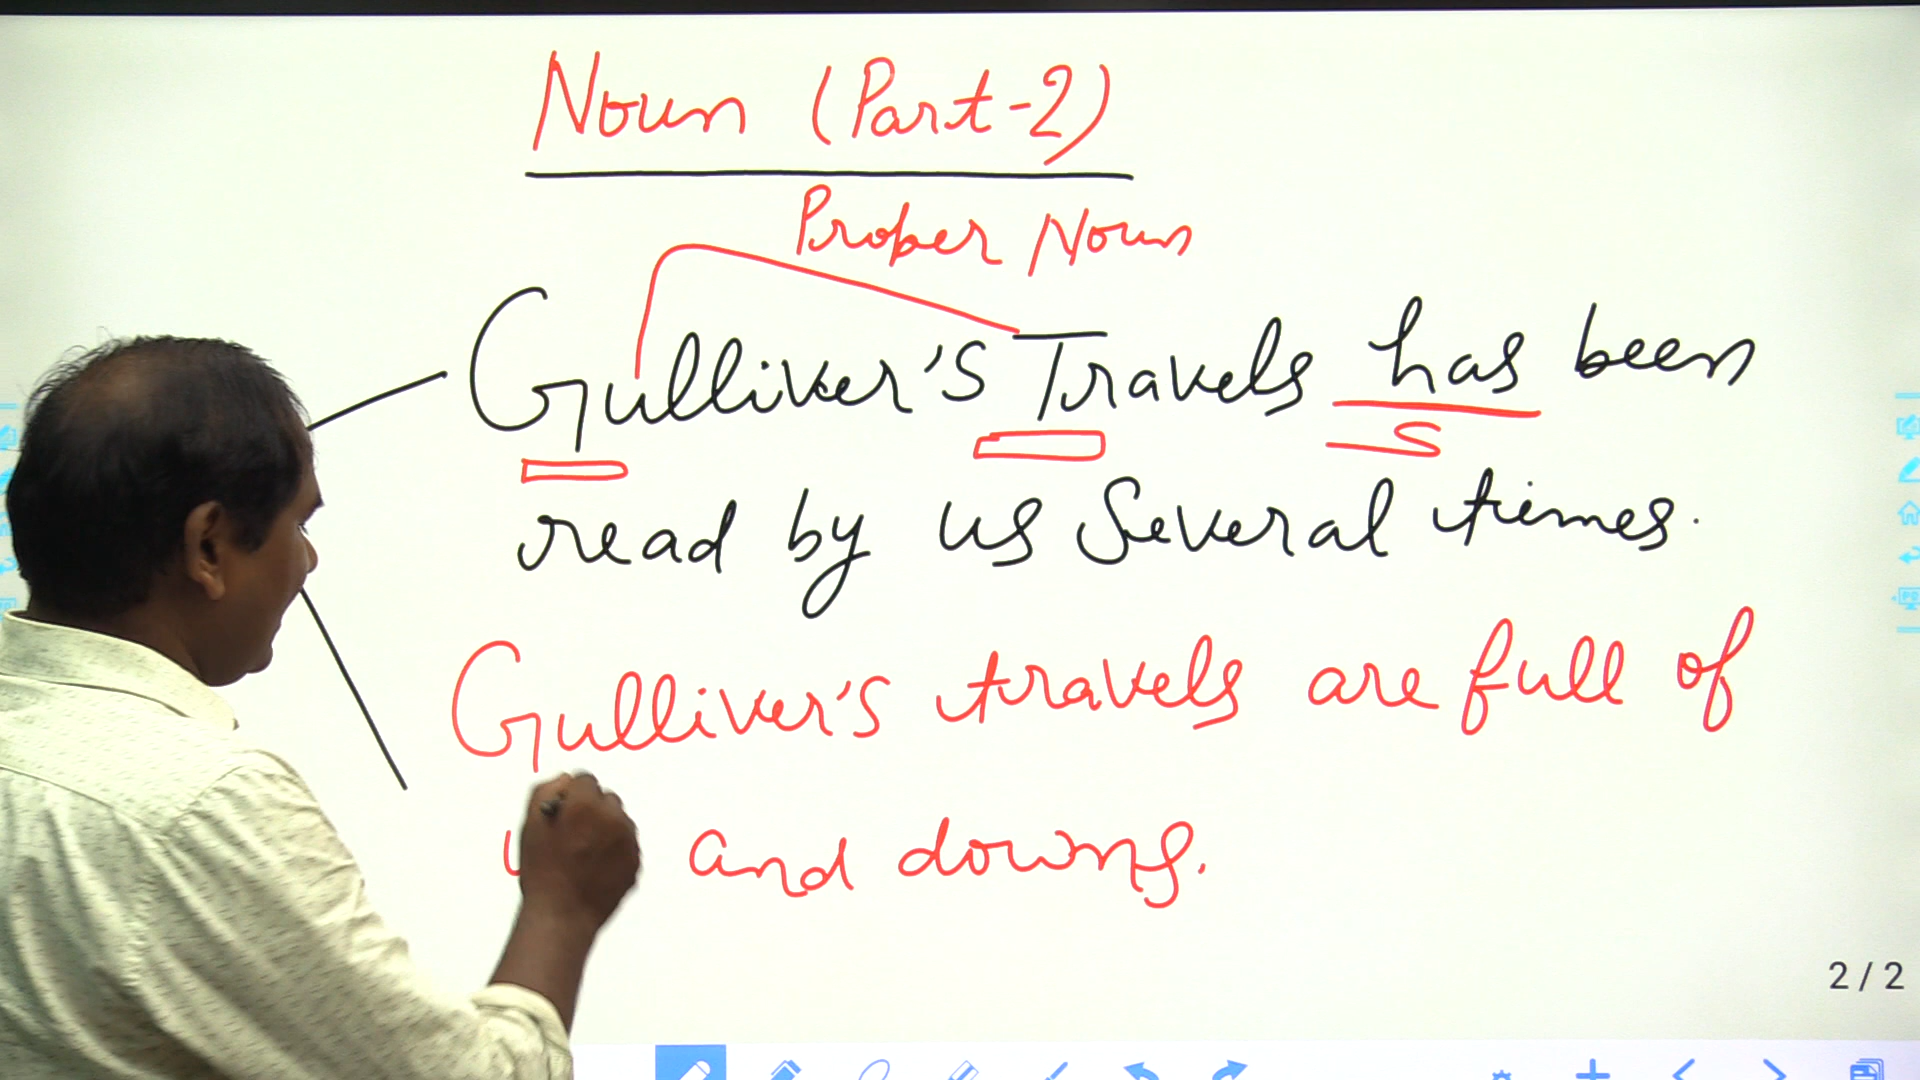 Noun (Part-2)
Proper Noun
Gulliver's Travels has been
S
read by us Several times.
Gulliver's travels are full of
and downs.
2/2